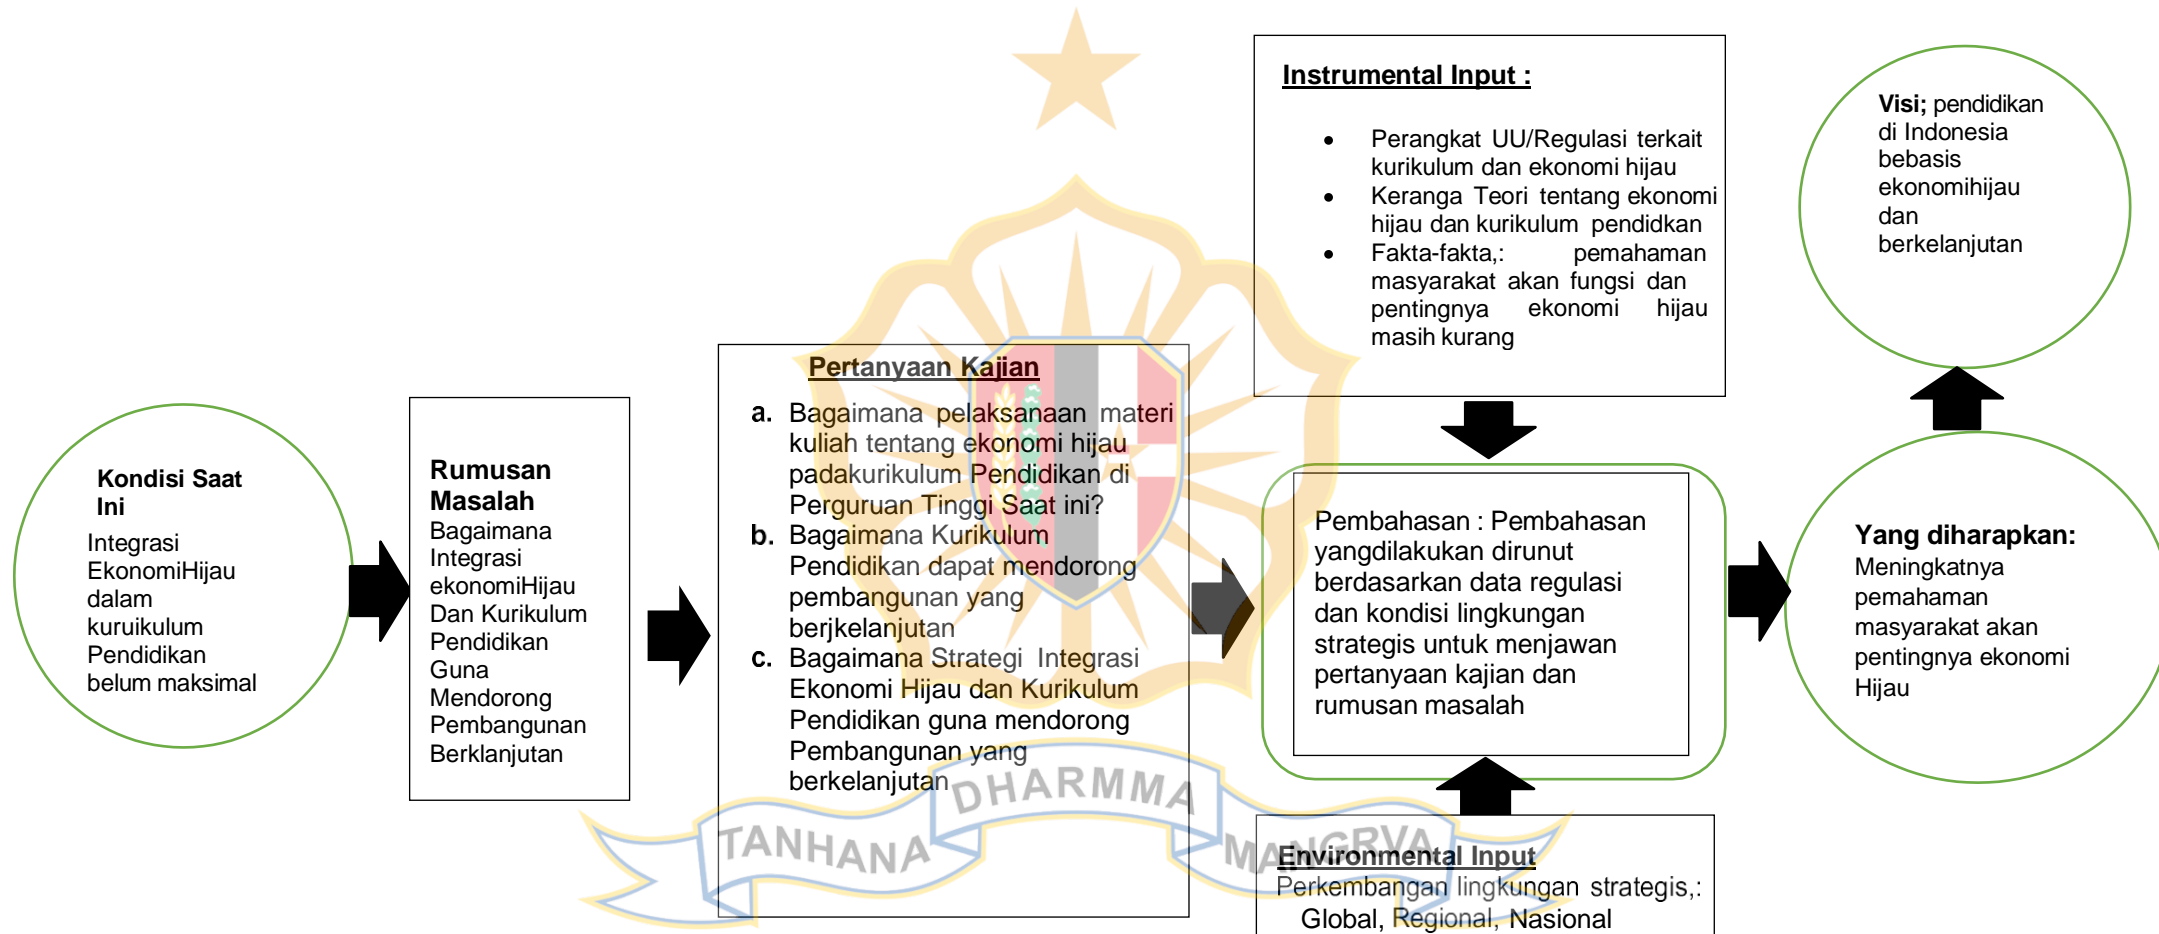 Kondisi Saat
Ini
Integrasi
EkonomiHijau
dalam
kuruikulum
Pendidikan
belum maksimal
Rumusan
Masalah
Bagaimana
Integrasi
ekonomiHijau
Dan Kurikulum
Pendidikan
Guna
Mendorong
Pembangunan
Berklanjutan
Pertanyaan Kajian
a. Bagaimana pelaksanaan materi
kuliah tentang ekonomi hijau
padakurikulum Pendidikan di
Perguruan Tinggi Saat ini?
b. Bagaimana Kurikulum
Pendidikan dapat mendorong
pembangunan yang
berjkelanjutan
c. Bagaimana Strategi Integrasi
Ekonomi Hijau dan Kurikulum
Pendidikan guna mendorong
Pembangunan yang
berkelanjutan
Instrumental Input :
• Perangkat UU/Regulasi terkait
kurikulum dan ekonomi hijau
• Keranga Teori tentang ekonomi
hijau dan kurikulum pendidkan
• Fakta-fakta,: pemahaman
masyarakat akan fungsi dan
pentingnya ekonomi hijau
masih kurang
Pembahasan : Pembahasan
yangdilakukan dirunut
berdasarkan data regulasi
dan kondisi lingkungan
strategis untuk menjawan
pertanyaan kajian dan
rumusan masalah
Environmental Input
Perkembangan lingkungan strategis,:
Global, Regional, Nasional
Visi; pendidikan
di Indonesia
bebasis
ekonomihijau
dan
berkelanjutan
Yang diharapkan:
Meningkatnya
pemahaman
masyarakat akan
pentingnya ekonomi
Hijau
TANHANA DHARMMA MANGRVA